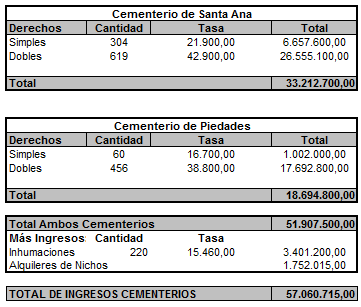 Cementerio de Santa Ana
Derechos Cantidad Tasa Total
Simples 304 21.900,00 6.657.600,00
Dobles 619 42.900,00 26.555.100,00
Total 33.212.700,00
Cementerio de Piedades
Derechos Cantidad Tasa Total
Simples 60 16.700,00 1.002.000,00
Dobles 456 38.800,00 17.692.800,00
Total 18.694.800,00
Total Ambos Cementerios 51.907.500,00
Más Ingresos: Cantidad Tasa
Inhumaciones 220 15.460,00 3.401.200,00
Alquileres de Nichos 1.752.015,00
TOTAL DE INGRESOS CEMENTERIOS 57.060.715,00